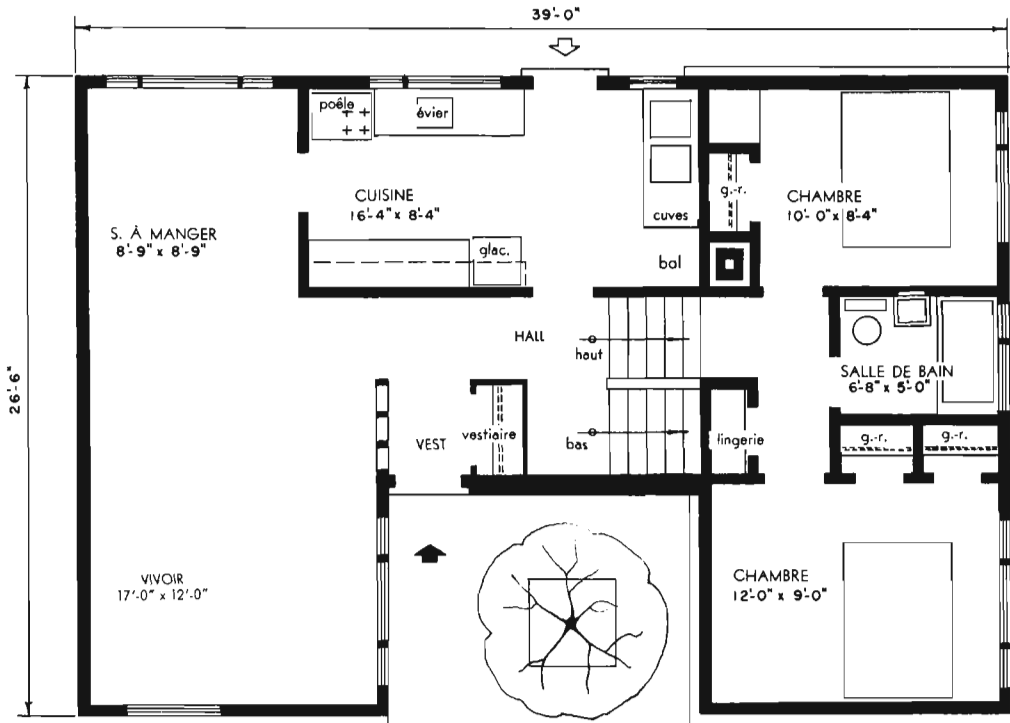 39'-0"
26'-6"
poêle
évier
CUISINE
16'-4" x 8'-4"
cuves
g.-r.
CHAMBRE
10'-0" x 8'-4"
S. À MANGER
8'-9" x 8'-9"
glac.
bal
HALL
haut
SALLE DE BAIN
6'-8" x 5'-0"
VEST
vestiaire
bas
lingerie
g.-r.
g.-r.
VIVOIR
17'-0" x 12'-0"
CHAMBRE
12'-0" x 9'-0"